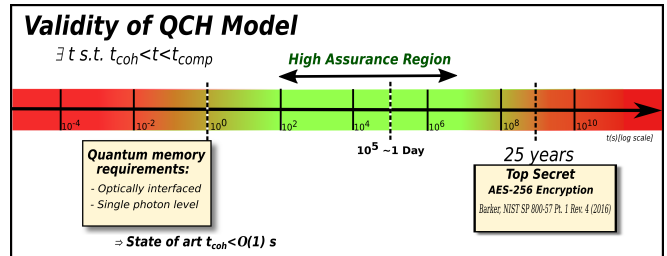 Validity of QCH Model
∃ t s.t. t_coh<t<t_comp
High Assurance Region
10^-4 10^-2 10^0 10^2 10^4 10^6 10^8 10^10
t(s)[log scale]
10^5 ~1 Day
25 years
Quantum memory
requirements:
- Optically interfaced
- Single photon level
Top Secret
AES-256 Encryption
Barker, NIST SP 800-57 Pt. 1 Rev. 4 (2016)
⇒ State of art t_coh<O(1) s